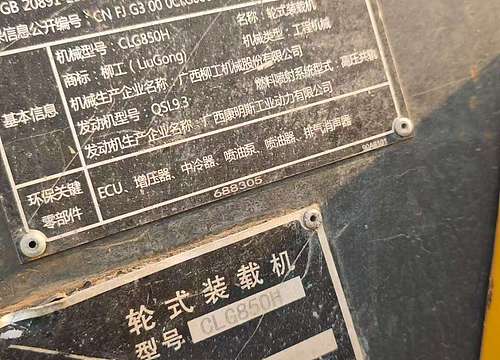 GB 20891-2
信息公开编号：CN FJ G3 00 0CLG
机械型号：CLG850H 名称：轮式装载机
商标：柳工（LiuGong） 机械类型：工程机械
机械生产企业名称：广西柳工机械股份有限公司
发动机型号：QSL9.3 燃料喷射系统型式：高压共轨
发动机生产企业名称：广西康明斯工业动力有限公司
基本信息
环保关键零部件
ECU、增压器、中冷器、喷油泵、喷油器、排气消声器
688305
轮式装载机
型号 CLG850H